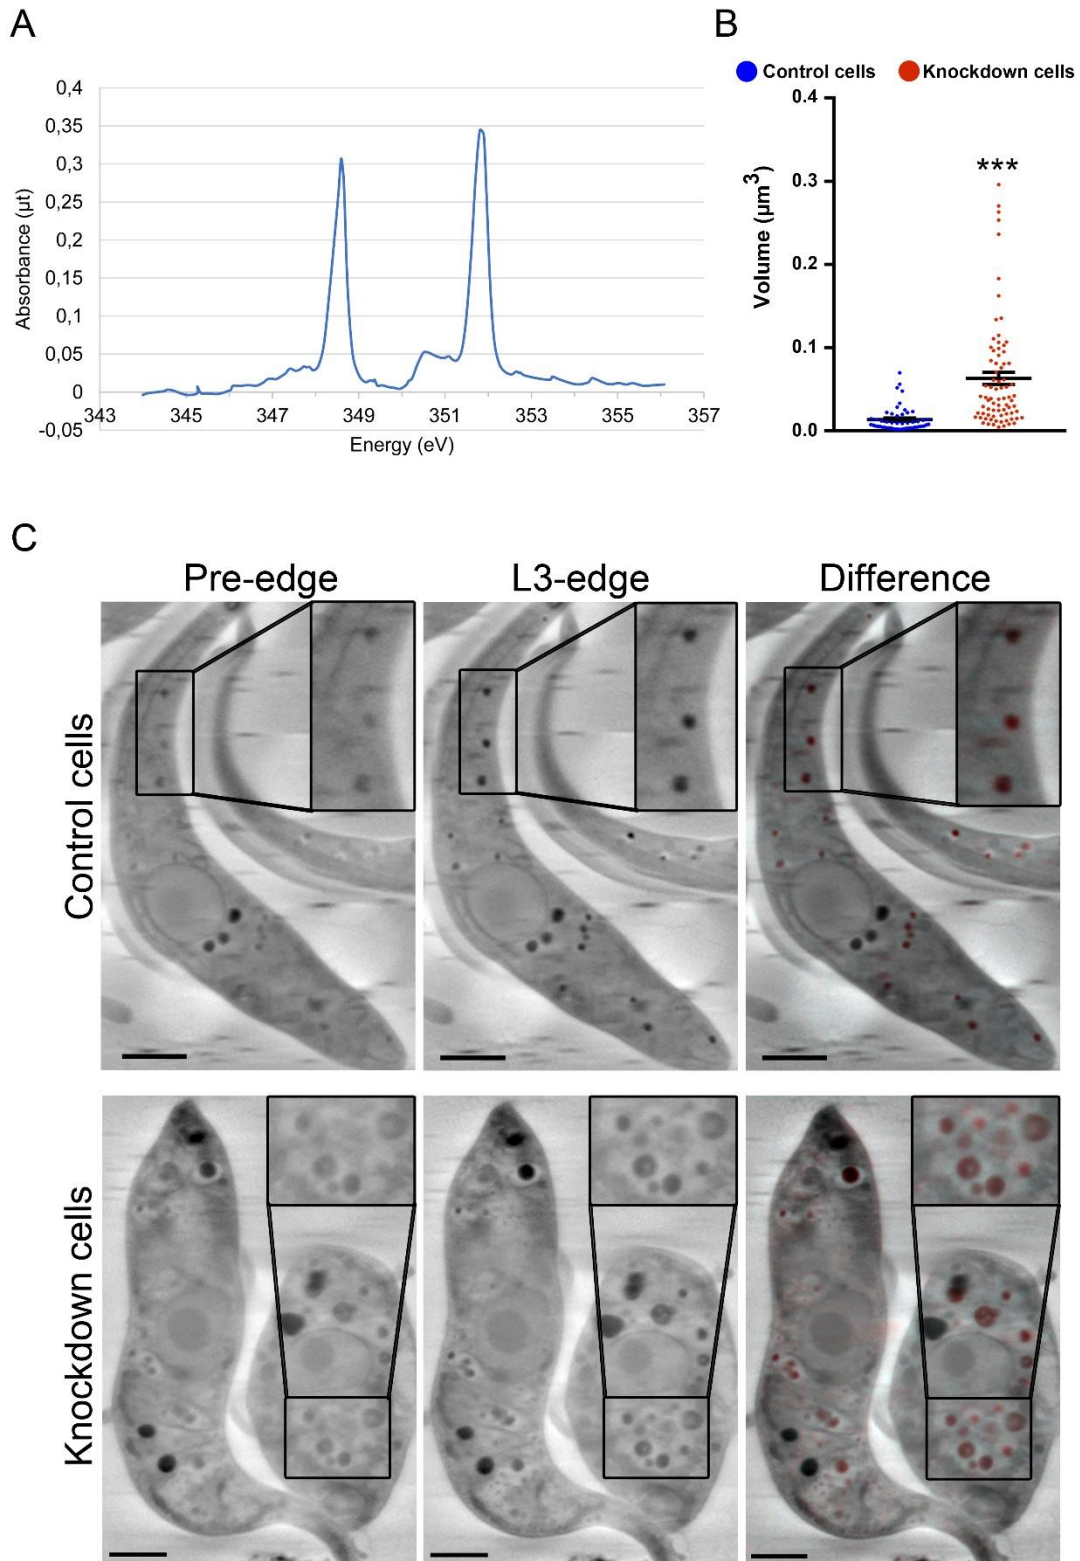 A
0,4
0,35
0,3
0,25
0,2
0,15
0,1
0,05
0
-0,05
Absorbance (µt)
343 345 347 349 351 353 355 357
Energy (eV)
B
Control cells Knockdown cells
0.4
0.3
0.2
0.1
0.0
Volume (µm³)
***
C
Pre-edge L3-edge Difference
Control cells
Knockdown cells